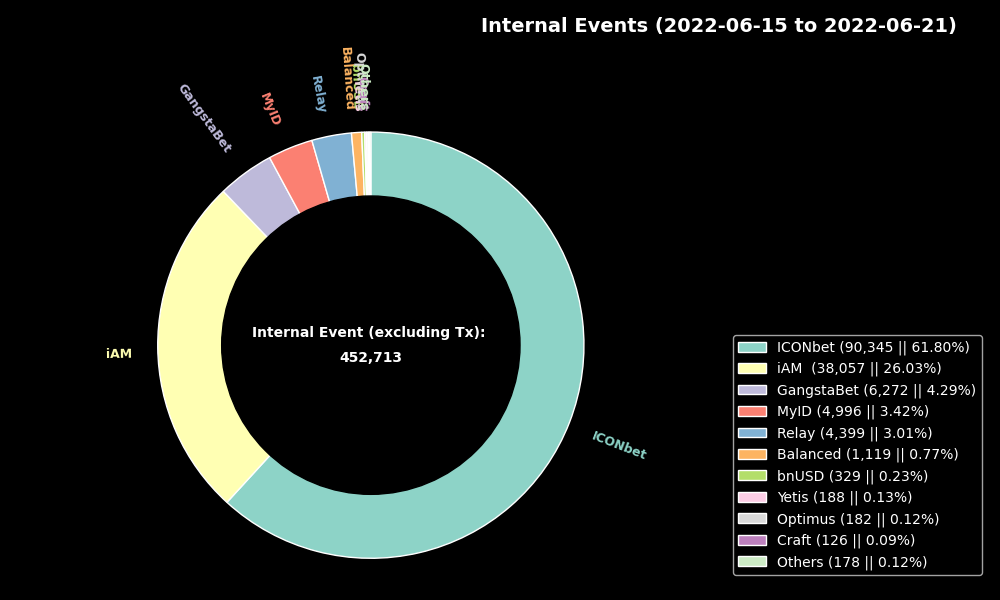 Internal Events (2022-06-15 to 2022-06-21)
GangstaBet
MyID
Relay
Balanced
Others
iAM
ICONbet
Internal Event (excluding Tx):
452,713
ICONbet (90,345 || 61.80%)
iAM  (38,057 || 26.03%)
GangstaBet (6,272 || 4.29%)
MyID (4,996 || 3.42%)
Relay (4,399 || 3.01%)
Balanced (1,119 || 0.77%)
bnUSD (329 || 0.23%)
Yetis (188 || 0.13%)
Optimus (182 || 0.12%)
Craft (126 || 0.09%)
Others (178 || 0.12%)